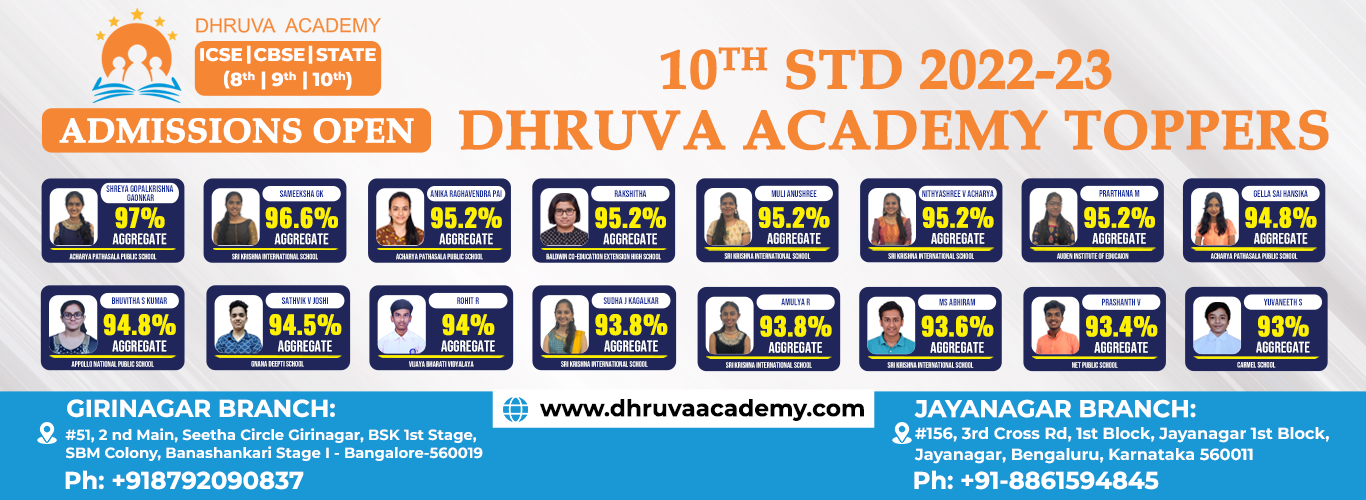 DHRUVA ACADEMY
ICSE|CBSE|STATE
(8th | 9th | 10th)
ADMISSIONS OPEN
10TH STD 2022-23
DHRUVA ACADEMY TOPPERS
SHREYA GOPALKRISHNA
GAONKAR
97%
AGGREGATE
ACHARYA PATHASALA PUBLIC SCHOOL
SAMEEKSHA GK
96.6%
AGGREGATE
SRI KRISHNA INTERNATIONAL SCHOOL
ANIKA RAGHAVENDRA PAI
95.2%
AGGREGATE
ACHARYA PATHASALA PUBLIC SCHOOL
RAKSHITHA
95.2%
AGGREGATE
BALDWIN CO-EDUCATION EXTENSION HIGH SCHOOL
MULI ANUSHREE
95.2%
AGGREGATE
SRI KRISHNA INTERNATIONAL SCHOOL
NITHYASHREE V ACHARYA
95.2%
AGGREGATE
SRI KRISHNA INTERNATIONAL SCHOOL
PRARTHANA M
95.2%
AGGREGATE
AUDEN INSTITUTE OF EDUCAION
GELLA SAI HANSIKA
94.8%
AGGREGATE
ACHARYA PATHASALA PUBLIC SCHOOL
BHUVITHA S KUMAR
94.8%
AGGREGATE
APPOLLO NATIONAL PUBLIC SCHOOL
SATHVIK V JOSHI
94.5%
AGGREGATE
GNANA DEEPTI SCHOOL
ROHIT R
94%
AGGREGATE
VIJAYA BHARATI VIDYALAYA
SUDHA J KAGALKAR
93.8%
AGGREGATE
SRI KRISHNA INTERNATIONAL SCHOOL
AMULYA R
93.8%
AGGREGATE
SRI KRISHNA INTERNATIONAL SCHOOL
MS ABHIRAM
93.6%
AGGREGATE
SRI KRISHNA INTERNATIONAL SCHOOL
PRASHANTH V
93.4%
AGGREGATE
NET PUBLIC SCHOOL
YUVANEETH S
93%
AGGREGATE
CARMEL SCHOOL
GIRINAGAR BRANCH:
#51, 2 nd Main, Seetha Circle Girinagar, BSK 1st Stage,
SBM Colony, Banashankari Stage I - Bangalore-560019
Ph: +918792090837
www.dhruvaacademy.com
JAYANAGAR BRANCH:
#156, 3rd Cross Rd, 1st Block, Jayanagar 1st Block,
Jayanagar, Bengaluru, Karnataka 560011
Ph: +91-8861594845